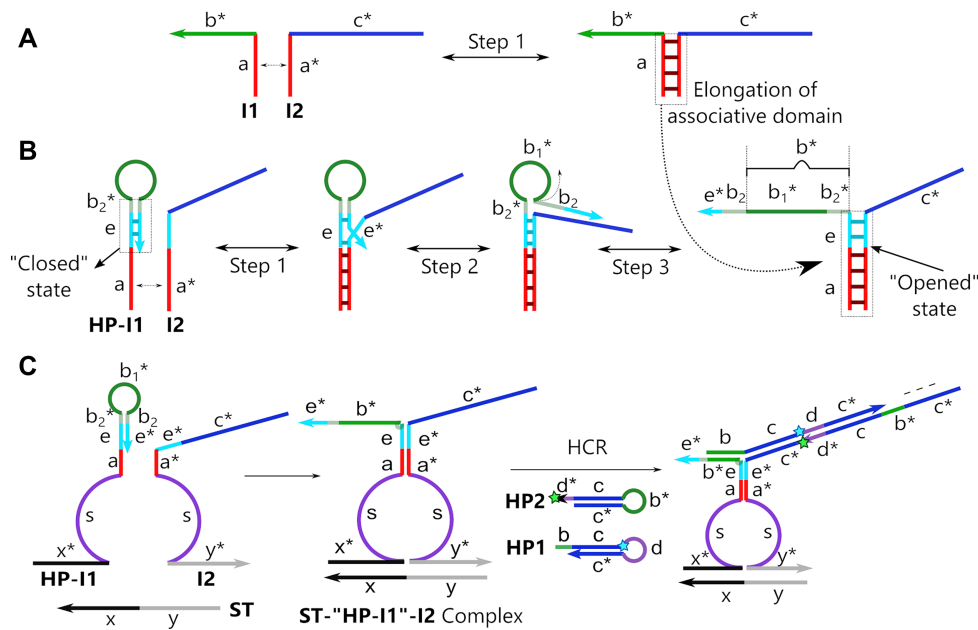 A
b*
c*
a
a*
I1
I2
Step 1
b*
c*
a
Elongation of
associative domain
B
b₂*
e
"Closed"
state
a
a*
HP-I1
I2
Step 1
e
e*
Step 2
b₁*
b₂*
b₂
e
Step 3
b*
e*
b₂
b₁*
b₂*
c*
e
a
"Opened"
state
C
b₁*
b₂*
b₂
c*
e
e*
a
a*
s
s
x*
y*
HP-I1
I2
ST
x
y
e*
b*
c*
e
e*
a
a*
s
s
x*
y*
x
y
ST-"HP-I1"-I2 Complex
HCR
d*
c
HP2
c*
b*
b
c
HP1
c*
d
c
d
c*
c*
d*
c
b*
c*
e*
b
b*
e
e*
a
a*
s
s
x*
y*
x
y